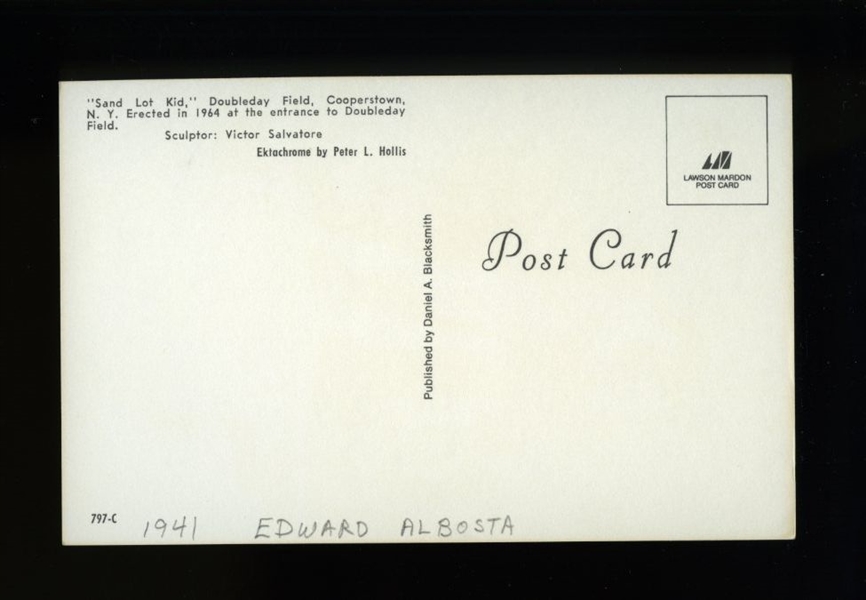 "Sand Lot Kid," Doubleday Field, Cooperstown,
N. Y. Erected in 1964 at the entrance to Doubleday
Field.
Sculptor: Victor Salvatore
Ektachrome by Peter L. Hollis
LAWSON MARDON
POST CARD
Published by Daniel A. Blacksmith
Post Card
797-C
1941 EDWARD ALBOSTA